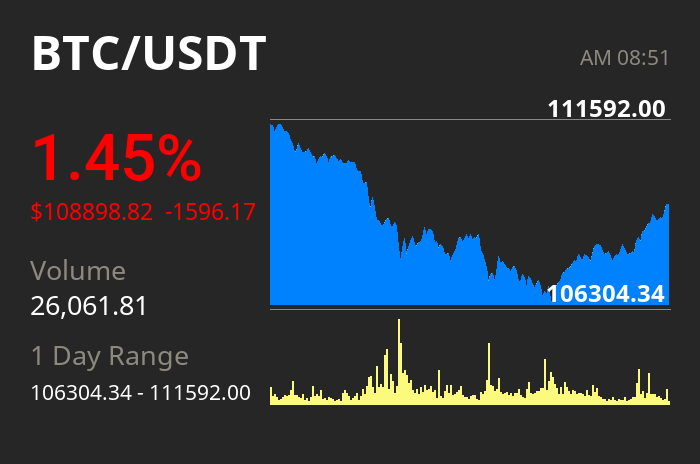 BTC/USDT
AM 08:51
111592.00
1.45%
$108898.82 -1596.17
Volume
26,061.81
106304.34
1 Day Range
106304.34 - 111592.00